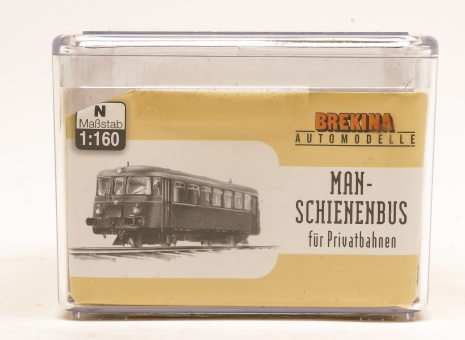 N
Maßstab
1:160
BREKINA
AUTOMODELLE
MAN-
SCHIENENBUS
für Privatbahnen